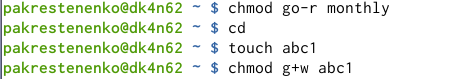 pakrestenenko@dk4n62 ~ $ chmod go-r monthly
pakrestenenko@dk4n62 ~ $ cd
pakrestenenko@dk4n62 ~ $ touch abc1
pakrestenenko@dk4n62 ~ $ chmod g+w abc1